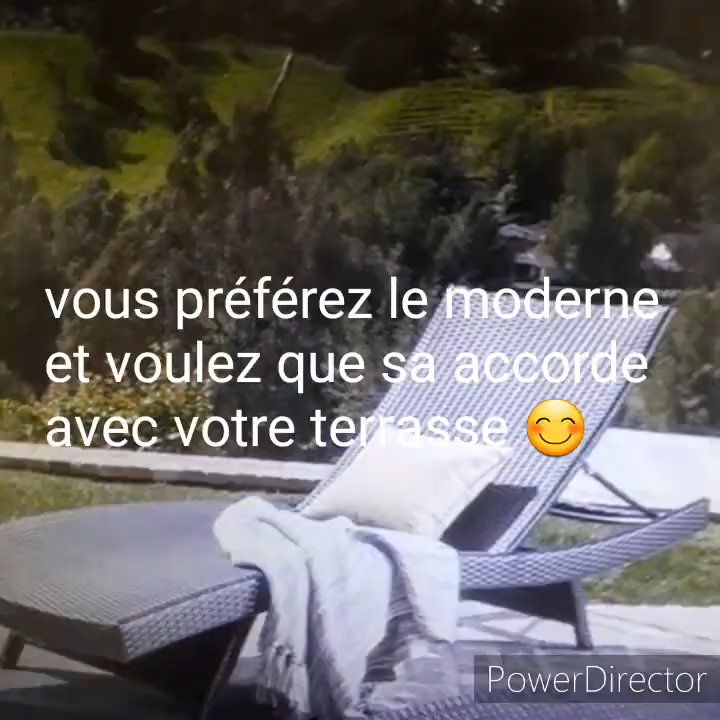 vous préférez le moderne
et voulez que sa accorde
avec votre terrasse 😊
PowerDirector